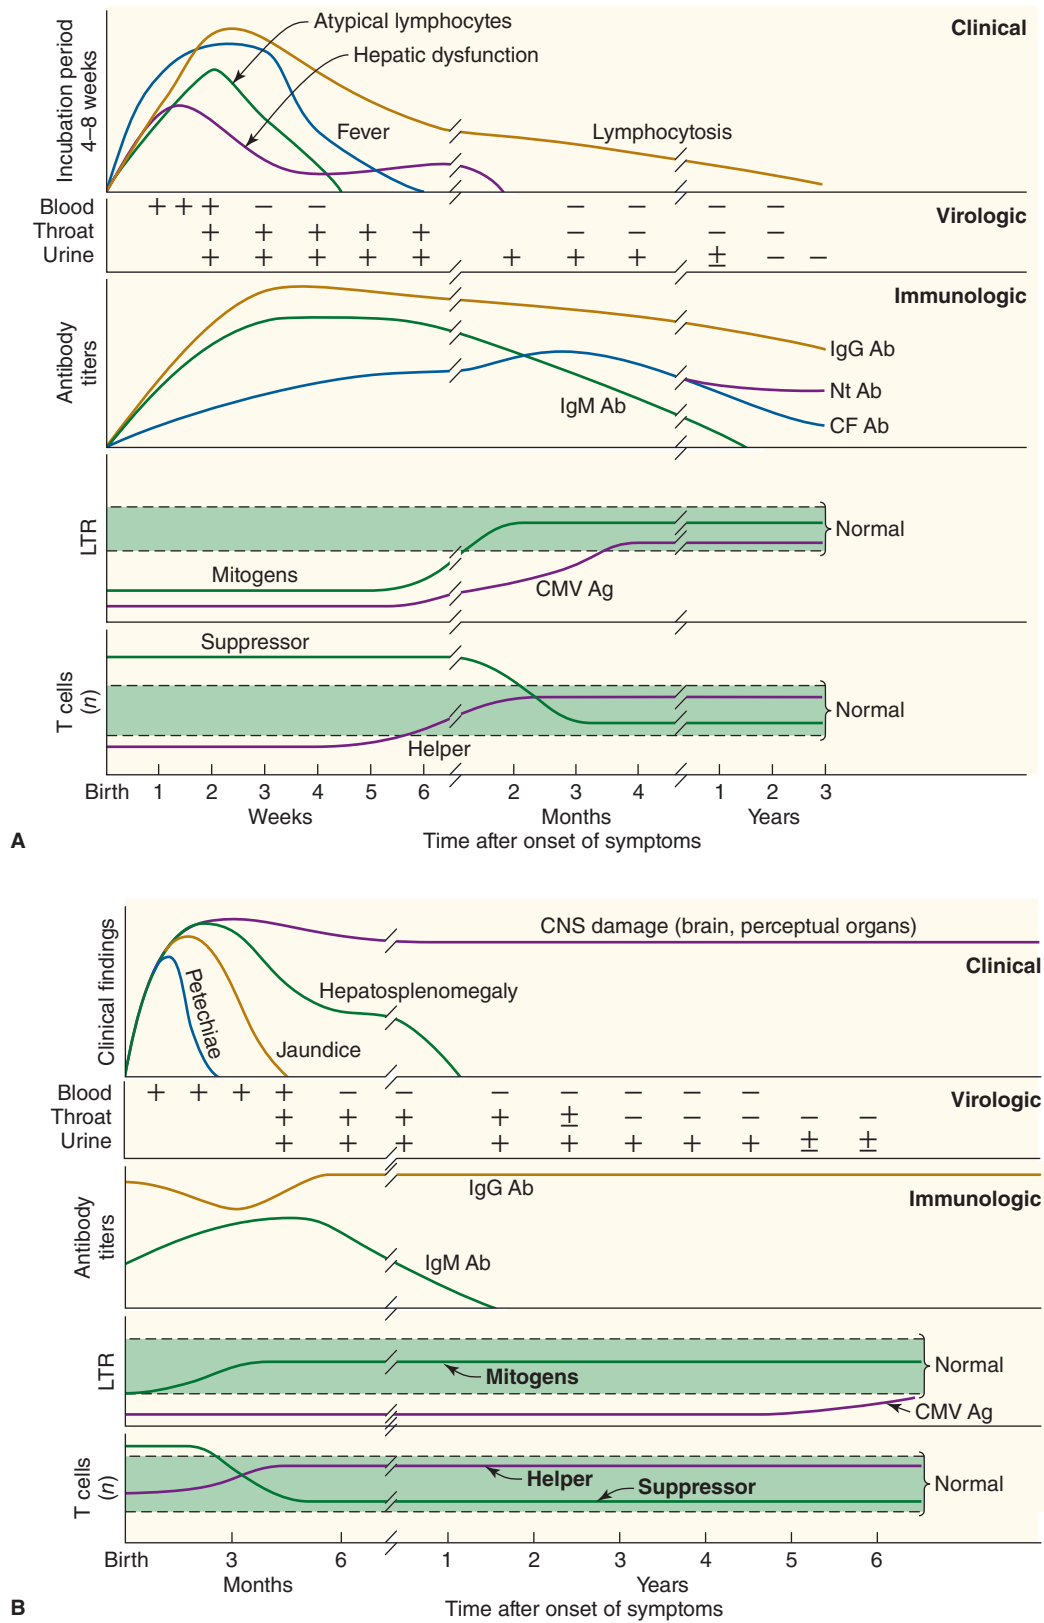 Clinical
Atypical lymphocytes
Hepatic dysfunction
Incubation period
4–8 weeks
Fever
Lymphocytosis
Blood + + + – – – – – –
Virologic
Throat + + + + + – – – –
Urine + + + + + + + + ± – –
Immunologic
Antibody
titers
IgG Ab
Nt Ab
IgM Ab
CF Ab
LTR
Normal
Mitogens
CMV Ag
Suppressor
T cells
(n)
Normal
Helper
Birth 1 2 3 4 5 6 2 3 4 1 2 3
Weeks Months Years
Time after onset of symptoms
A
Clinical findings
CNS damage (brain, perceptual organs)
Clinical
Petechiae
Hepatosplenomegaly
Jaundice
Blood + + + + – – – – – – –
Virologic
Throat + + + + ± – – – – –
Urine + + + + + + + + ± ±
Antibody
titers
IgG Ab
Immunologic
IgM Ab
LTR
Normal
Mitogens
CMV Ag
T cells
(n)
Helper
Suppressor
Normal
Birth 3 6 1 2 3 4 5 6
Months Years
Time after onset of symptoms
B